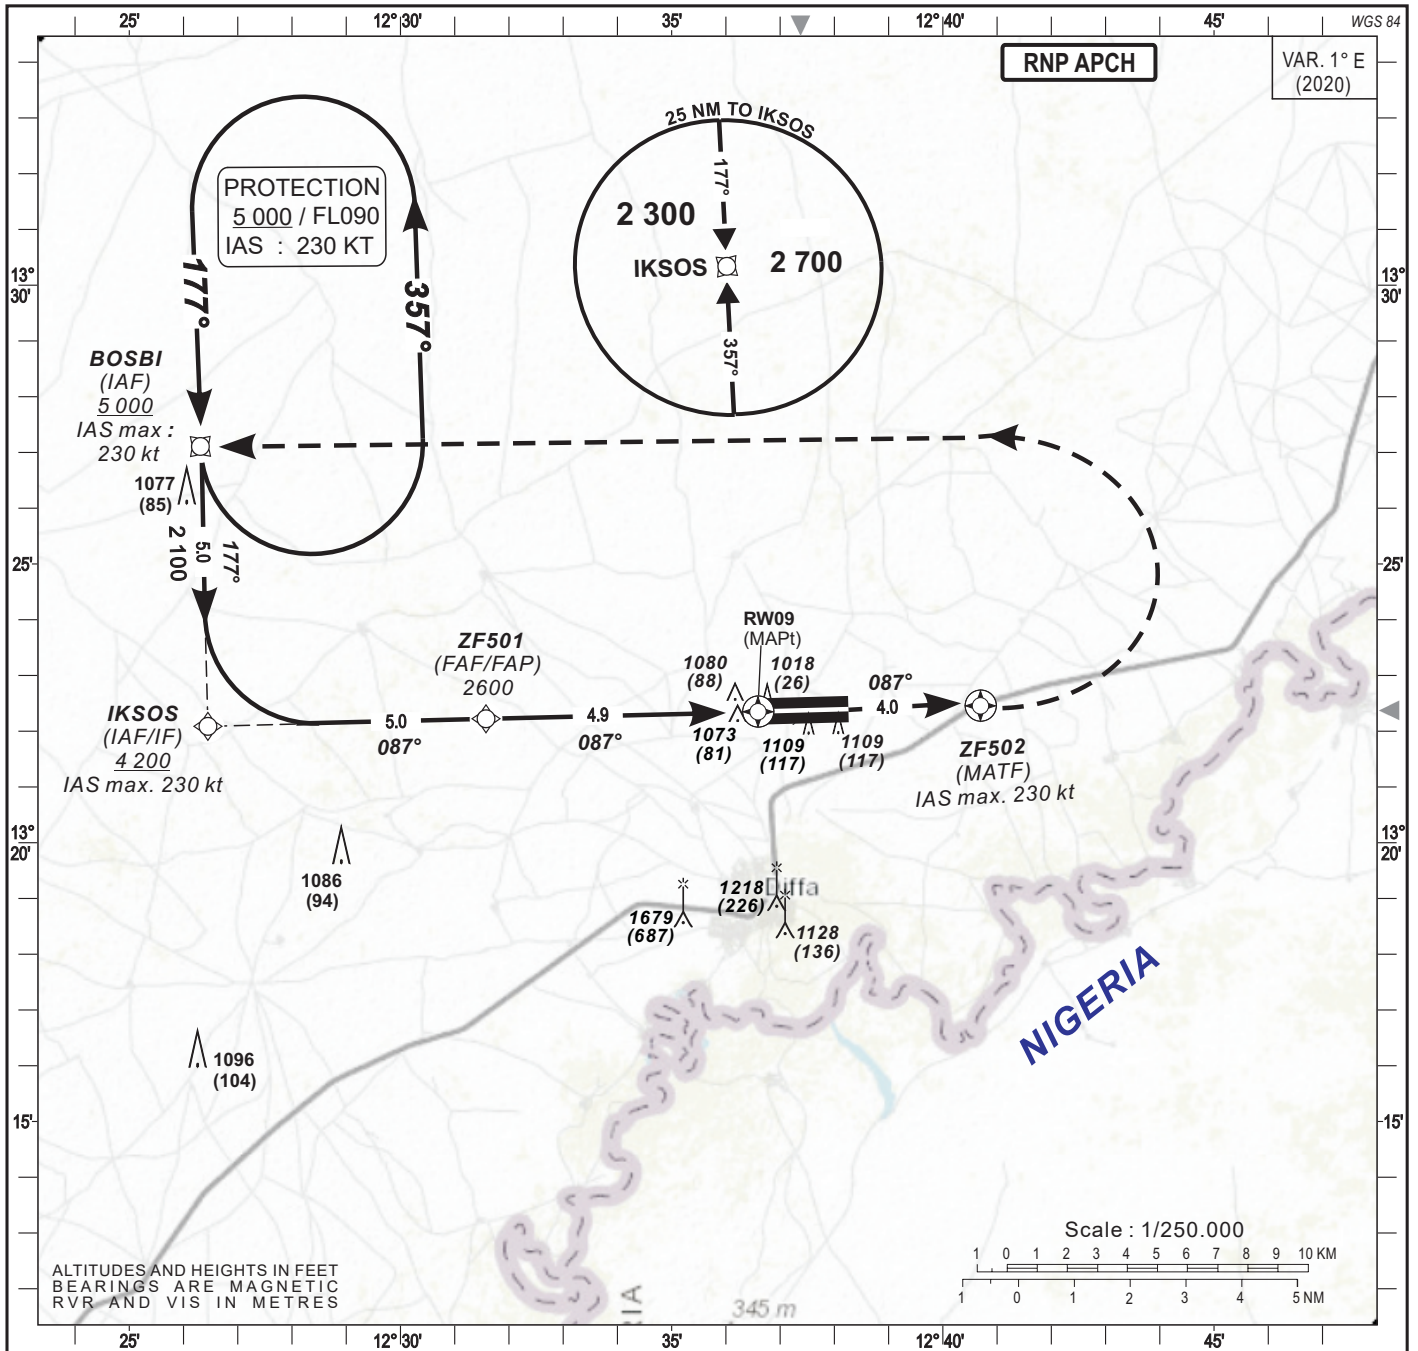 25'
12°30'
35'
12°40'
45'
WGS 84
RNP APCH
VAR. 1° E
(2020)
25 NM TO IKSOS
177°
2 300
2 700
IKSOS
357°
PROTECTION
5 000 / FL090
IAS : 230 KT
177°
357°
13°
30'
13°
30'
BOSBI
(IAF)
5 000
IAS max :
230 kt
1077
(85)
2 100
5.0
177°
25'
25'
ZF501
(FAF/FAP)
2600
RW09
(MAPt)
1080
(88)
1018
(26)
087°
4.0
IKSOS
(IAF/IF)
4 200
IAS max. 230 kt
5.0
087°
4.9
087°
1073
(81)
1109
(117)
1109
(117)
ZF502
(MATF)
IAS max. 230 kt
13°
20'
13°
20'
1086
(94)
1679
(687)
1218
(226)
Diffa
1128
(136)
NIGERIA
1096
(104)
15'
15'
Scale : 1/250.000
1 0 1 2 3 4 5 6 7 8 9 10 KM
1 0 1 2 3 4 5 NM
ALTITUDES AND HEIGHTS IN FEET
BEARINGS ARE MAGNETIC
RVR AND VIS IN METRES
RIA
345 m
25'
12°30'
35'
12°40'
45'